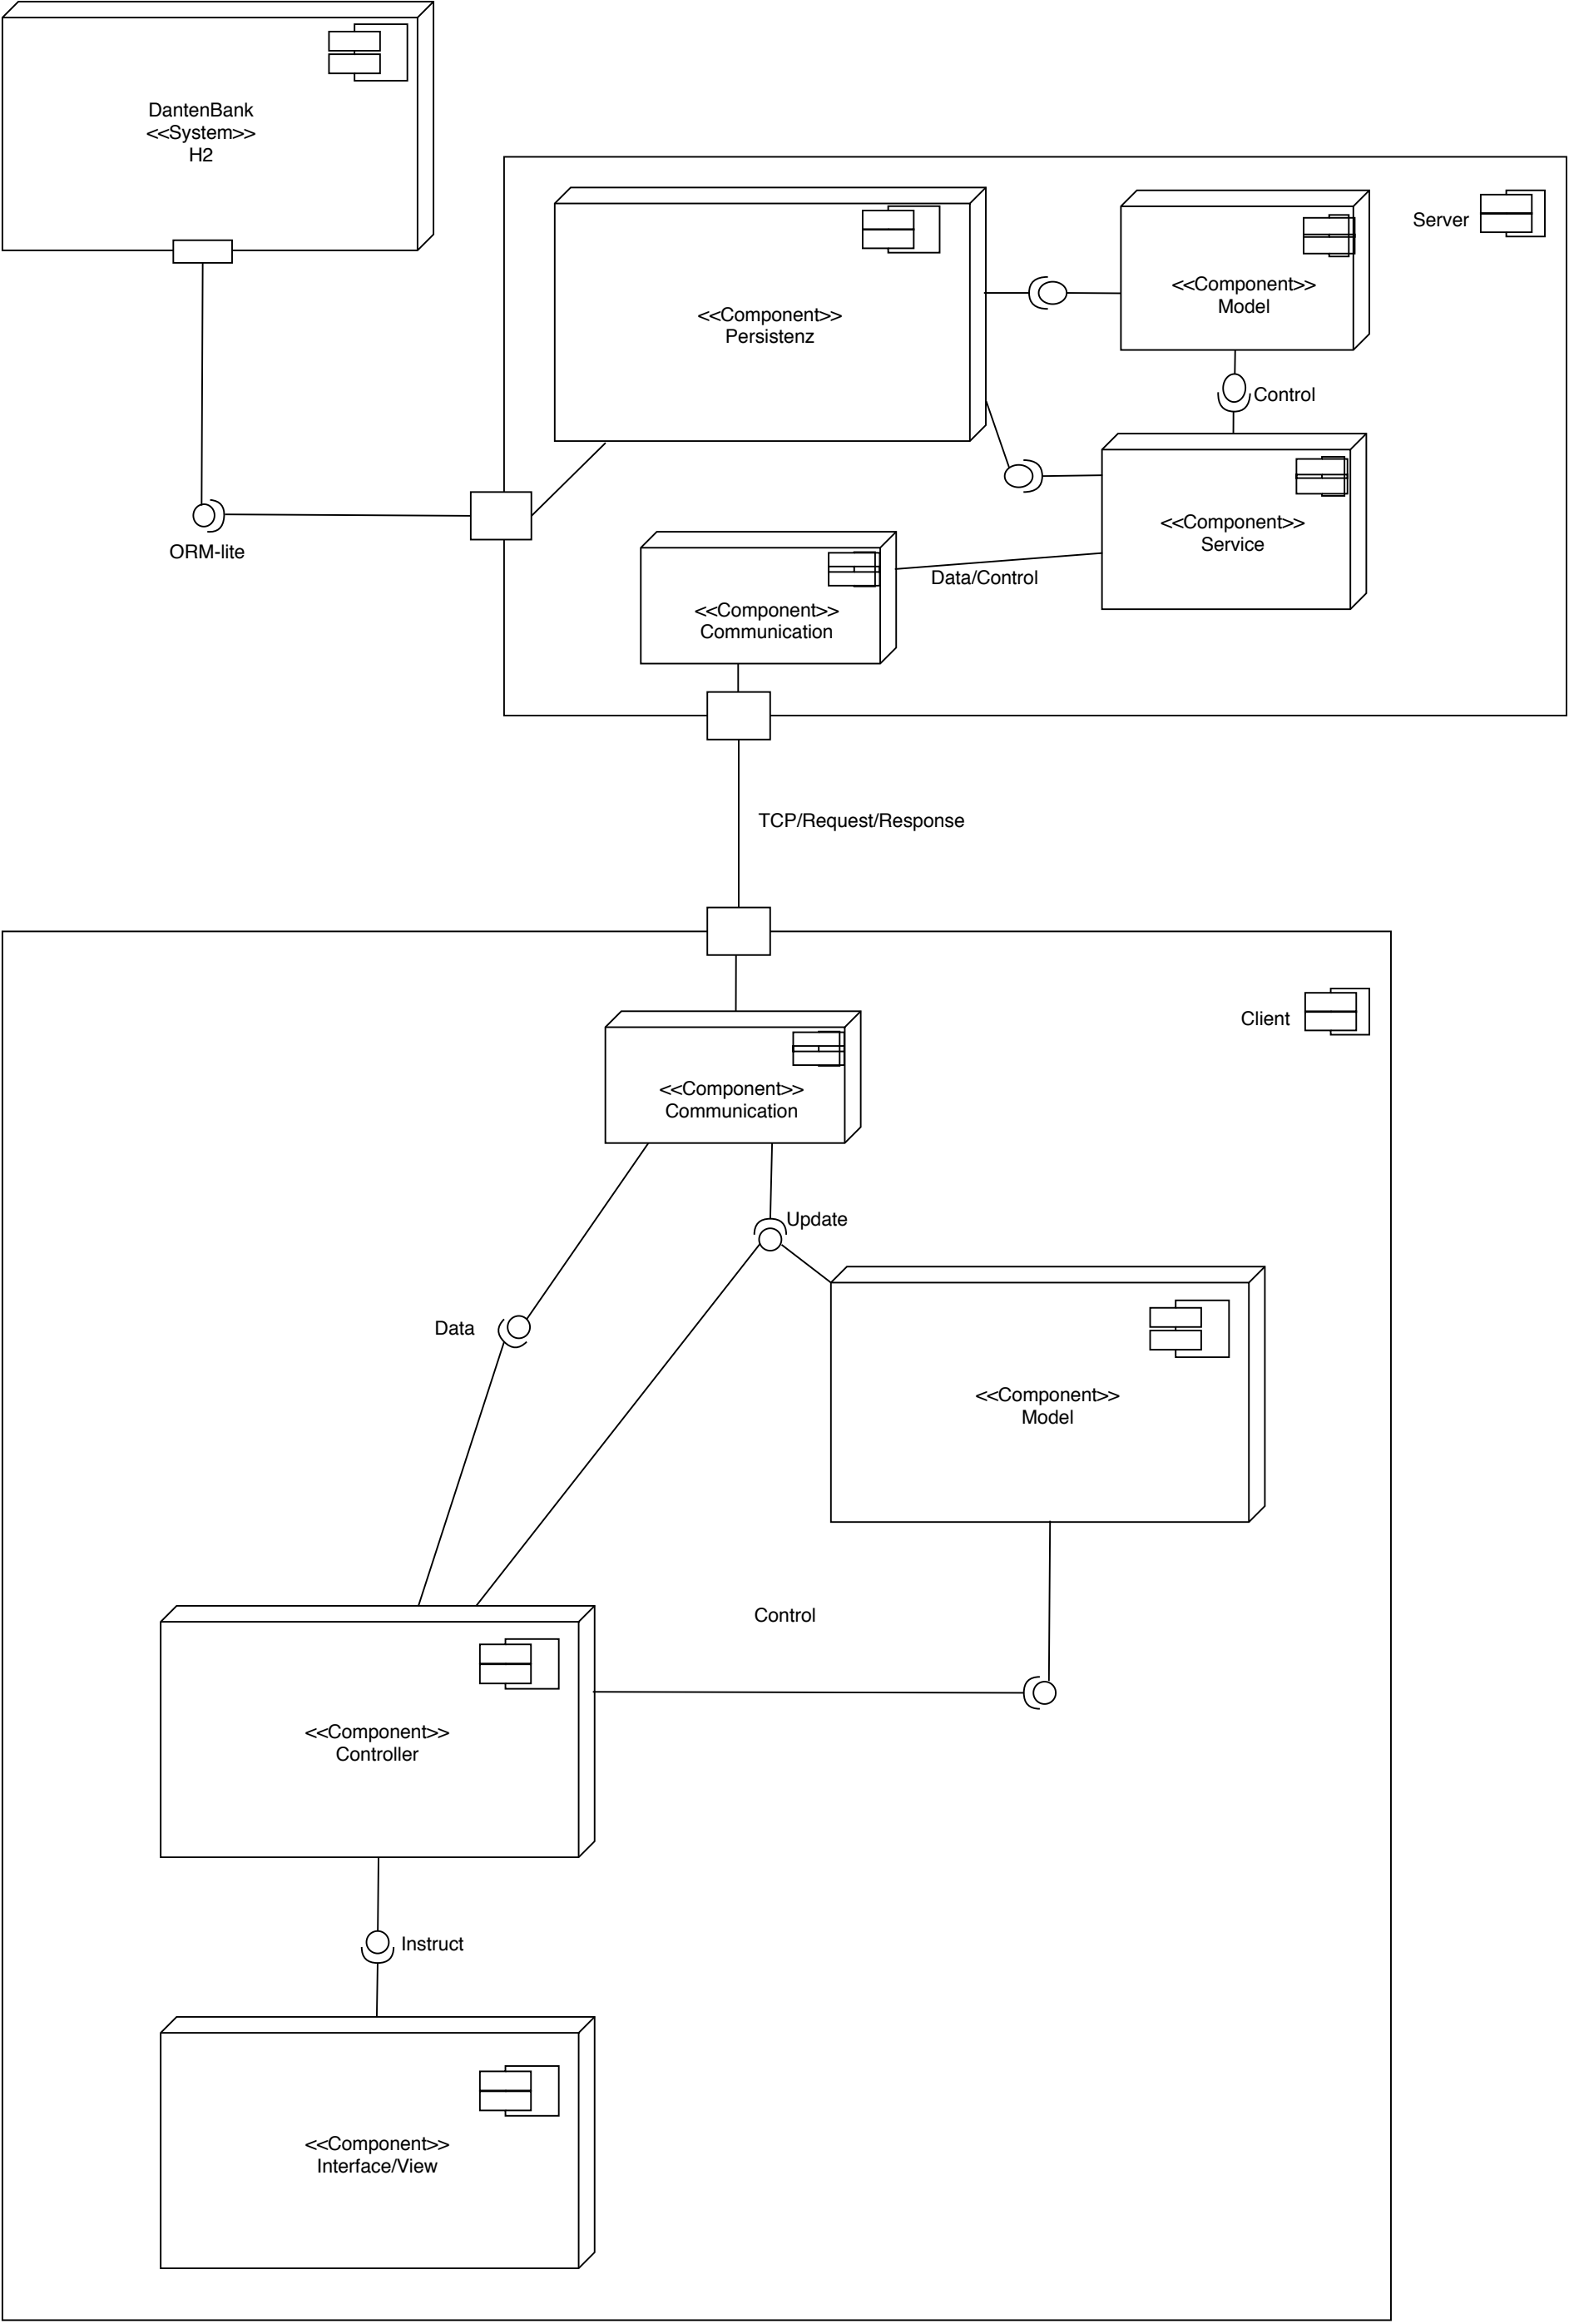 DantenBank
<<System>>
H2
Server
<<Component>>
Persistenz
<<Component>>
Model
Control
<<Component>>
Service
ORM-lite
Data/Control
<<Component>>
Communication
TCP/Request/Response
Client
<<Component>>
Communication
Update
Data
<<Component>>
Model
Control
<<Component>>
Controller
Instruct
<<Component>>
Interface/View